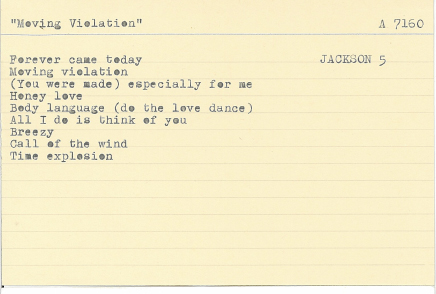 "Moving Violation" A 7160
Forever came today JACKSON 5
Moving violation
(You were made) especially for me
Honey love
Body language (do the love dance)
All I do is think of you
Breezy
Call of the wind
Time explosion